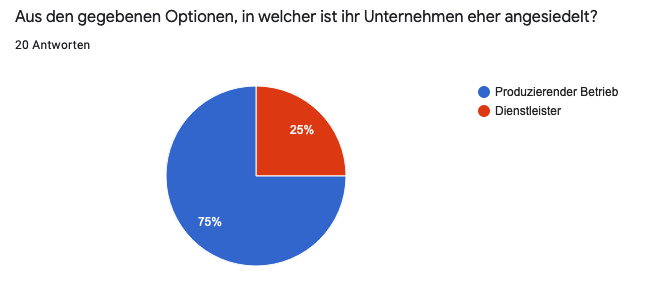 Aus den gegebenen Optionen, in welcher ist ihr Unternehmen eher angesiedelt?
20 Antworten
Produzierender Betrieb
Dienstleister
25%
75%